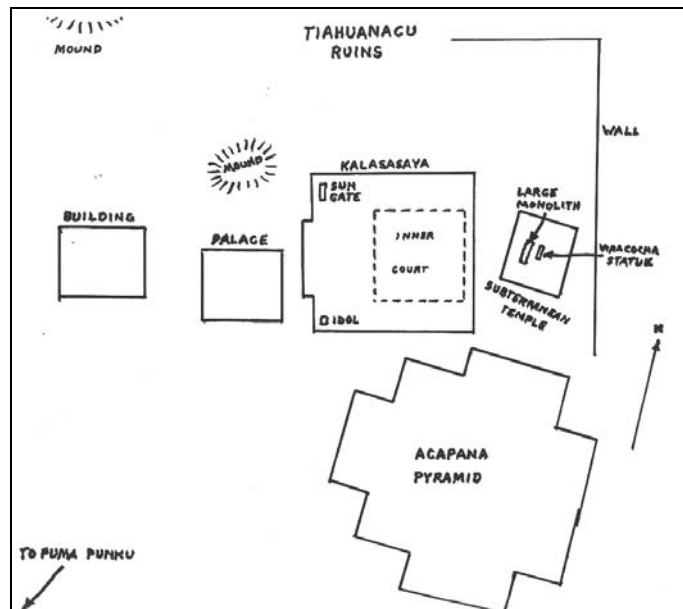 TIAHUANACU
RUINS
MOUND
WALL
MOUND
KALASASAYA
SUN
GATE
LARGE
MONOLITH
BUILDING
PALACE
INNER
COURT
VIRACOCHA
STATUE
SUBTERRANEAN
TEMPLE
IDOL
N
ACAPANA
PYRAMID
TO PUMA PUNKU